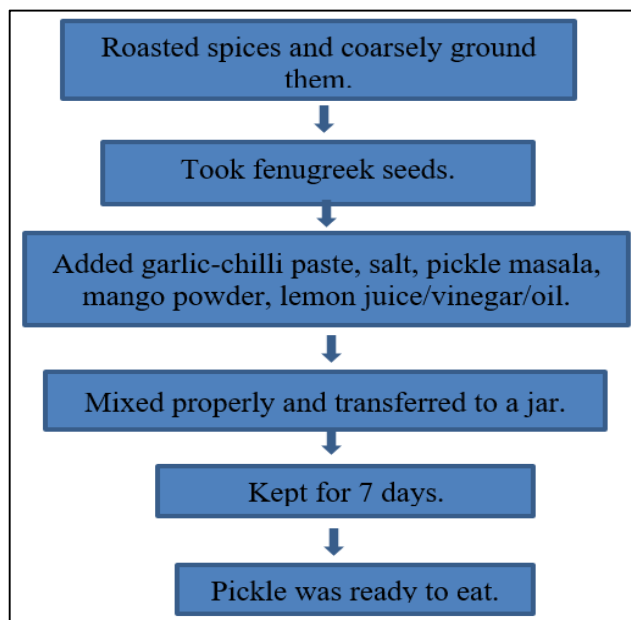 Roasted spices and coarsely ground
them.
Took fenugreek seeds.
Added garlic-chilli paste, salt, pickle masala,
mango powder, lemon juice/vinegar/oil.
Mixed properly and transferred to a jar.
Kept for 7 days.
Pickle was ready to eat.